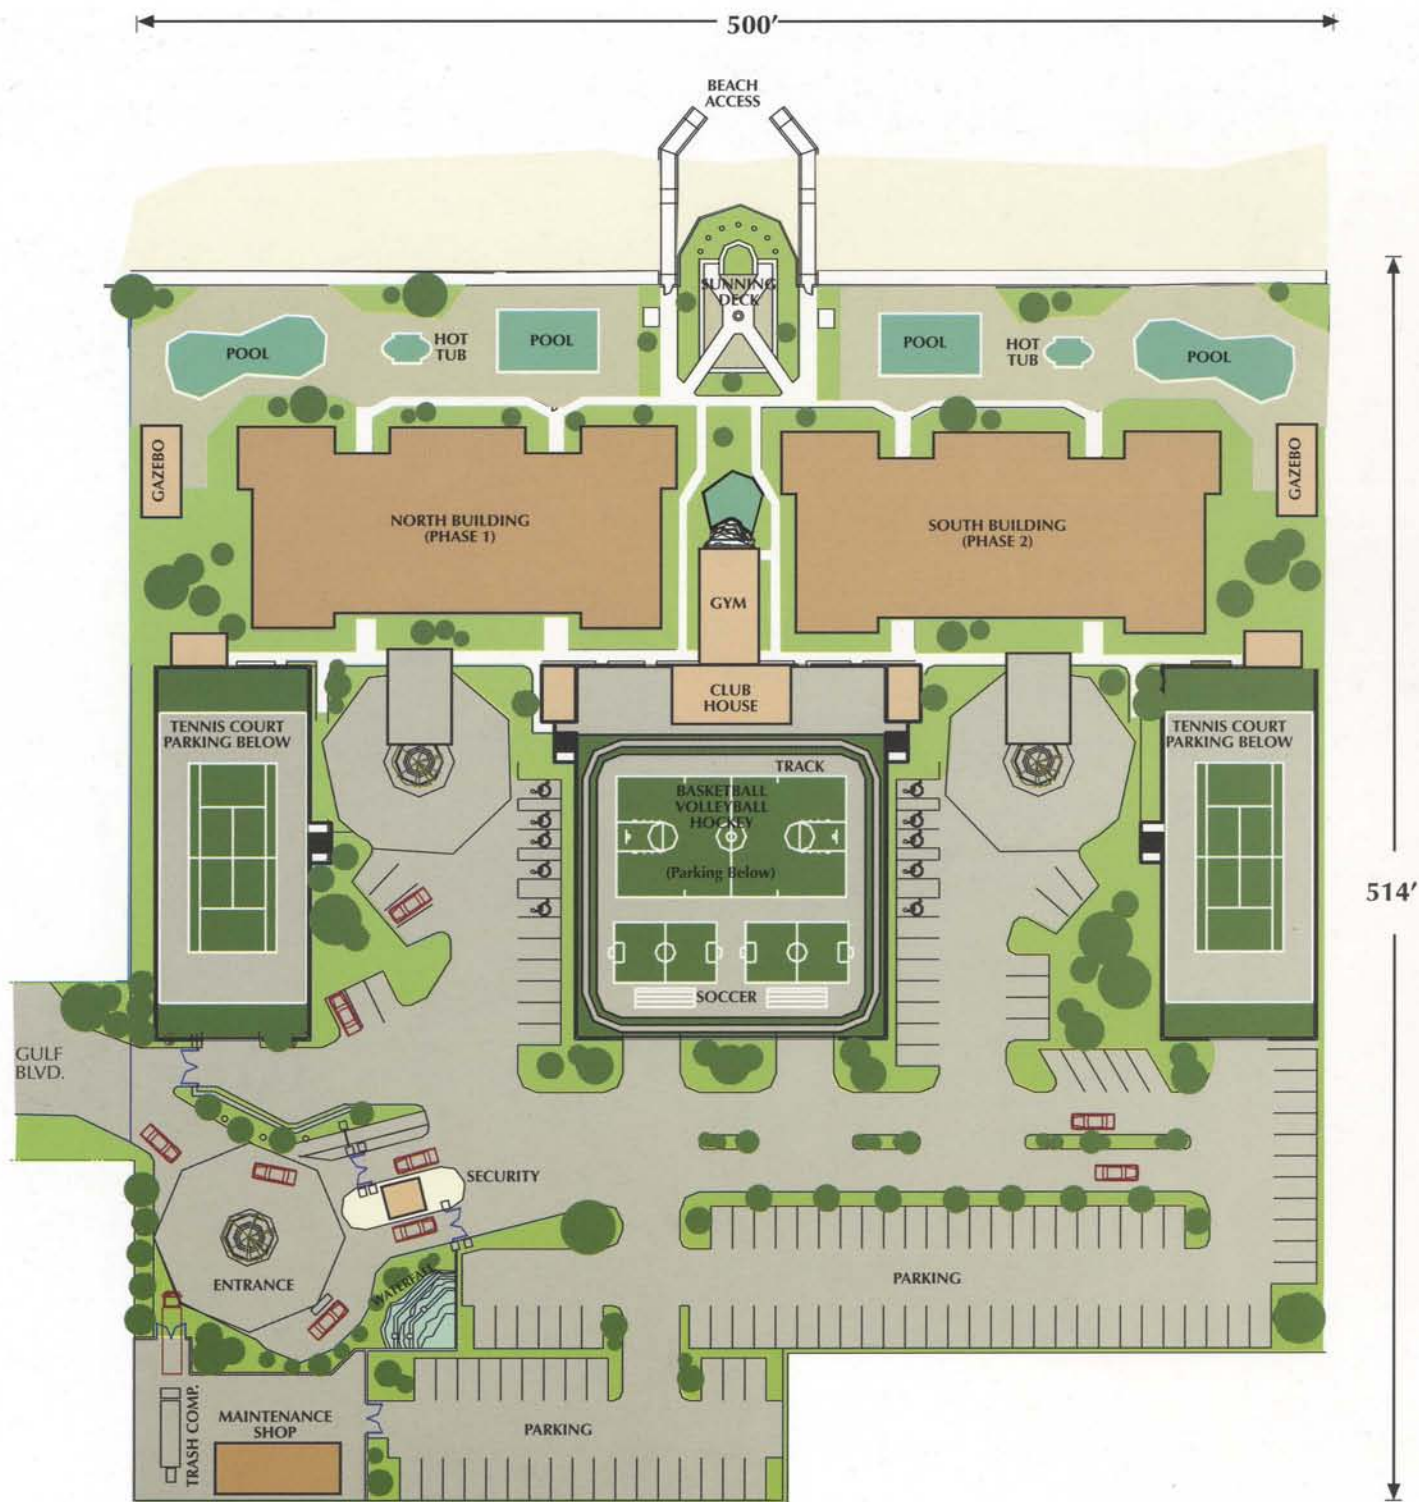 500'
BEACH
ACCESS
SUNNING
DECK
POOL
HOT
TUB
POOL
POOL
HOT
TUB
POOL
GAZEBO
GAZEBO
NORTH BUILDING
(PHASE 1)
SOUTH BUILDING
(PHASE 2)
GYM
CLUB
HOUSE
TENNIS COURT
PARKING BELOW
TENNIS COURT
PARKING BELOW
TRACK
BASKETBALL
VOLLEYBALL
HOCKEY
(Parking Below)
514'
SOCCER
GULF
BLVD.
SECURITY
ENTRANCE
WATERFALL
PARKING
TRASH COMP.
MAINTENANCE
SHOP
PARKING